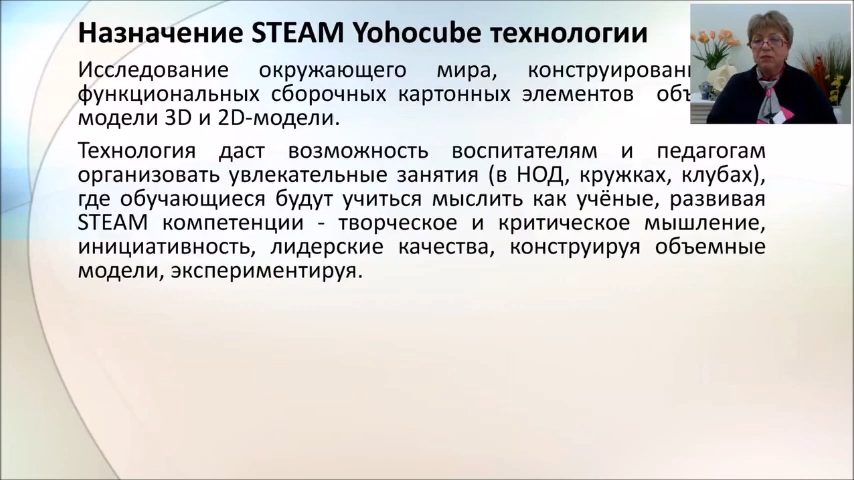 Назначение STEAM Yohocube технологии
Исследование окружающего мира,
функциональных сборочных картонных элементов
модели 3D и 2D-модели.
Технология даст возможность воспитателям и педагогам
организовать увлекательные занятия (в НОД, кружках, клубах),
где обучающиеся будут учиться мыслить как учёные, развивая
STEAM компетенции - творческое и критическое мышление,
инициативность, лидерские качества, конструируя объемные
модели, экспериментируя.